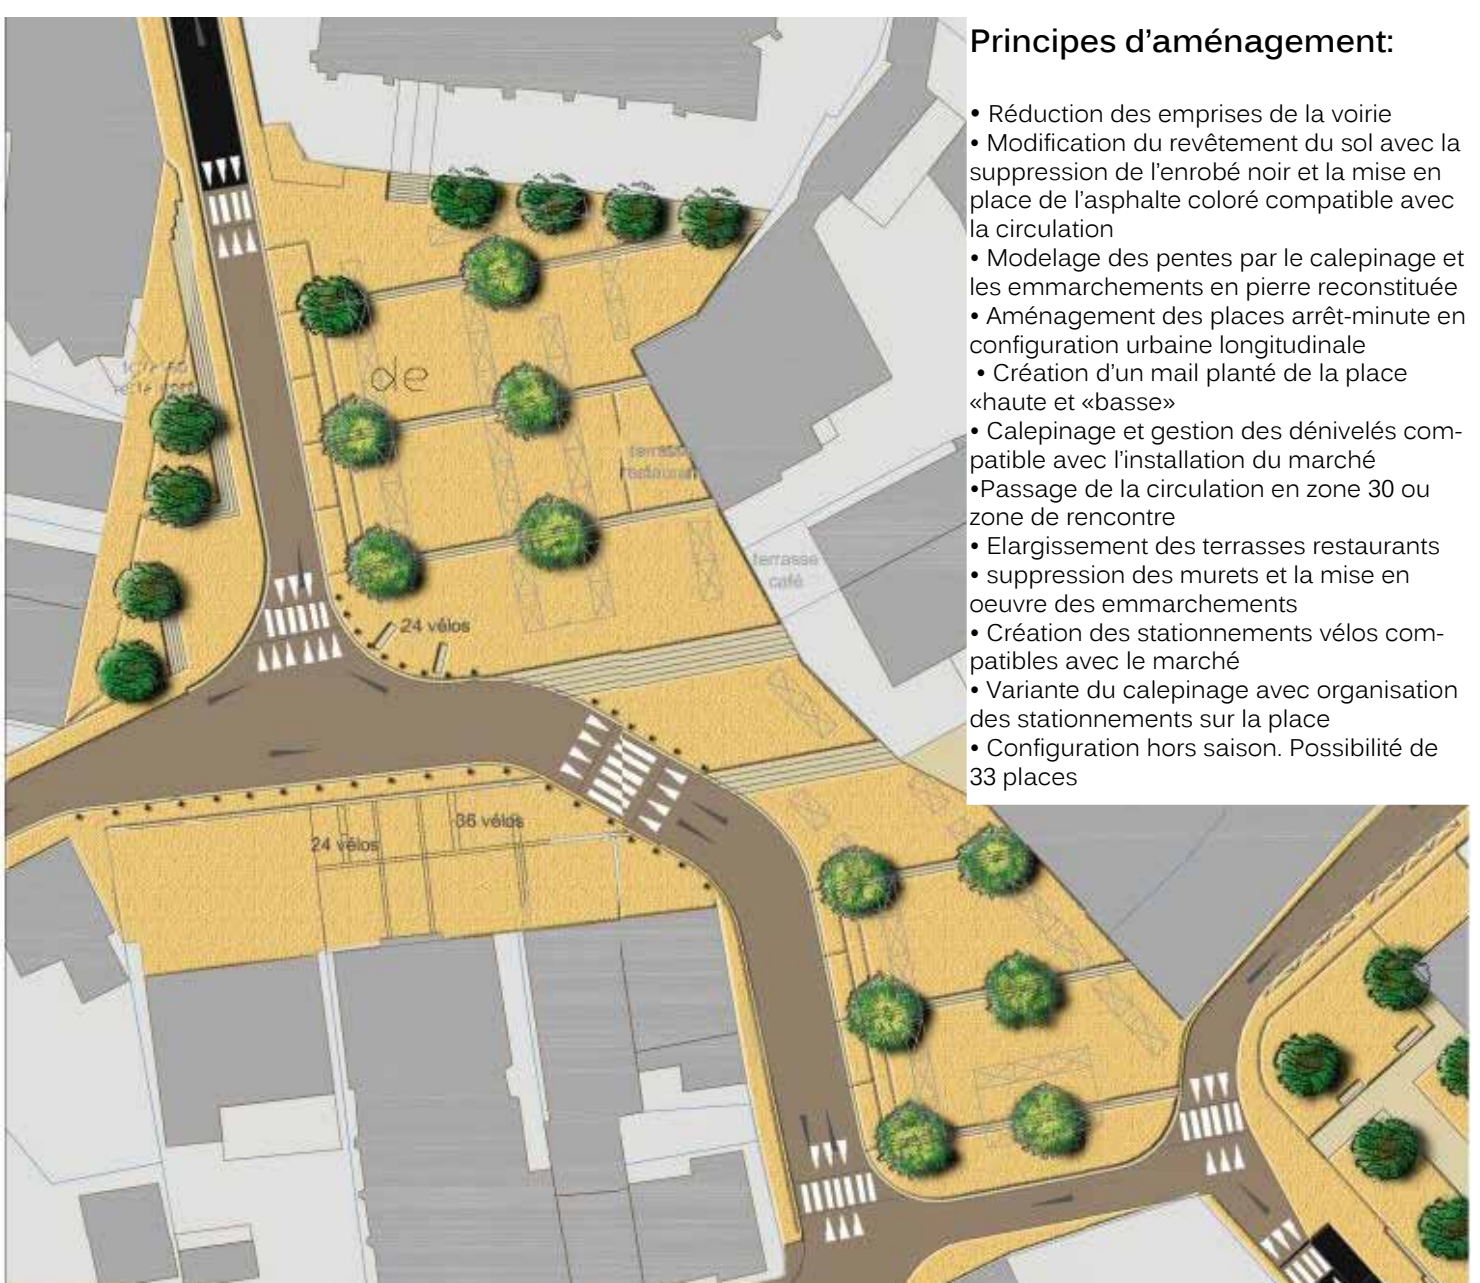 Principes d'aménagement:
• Réduction des emprises de la voirie
• Modification du revêtement du sol avec la
suppression de l'enrobé noir et la mise en
place de l'asphalte coloré compatible avec
la circulation
• Modelage des pentes par le calepinage et
les emmarchements en pierre reconstituée
• Aménagement des places arrêt-minute en
configuration urbaine longitudinale
• Création d'un mail planté de la place
«haute et «basse»
• Calepinage et gestion des dénivelés com-
patible avec l'installation du marché
•Passage de la circulation en zone 30 ou
zone de rencontre
• Elargissement des terrasses restaurants
• suppression des murets et la mise en
oeuvre des emmarchements
• Création des stationnements vélos com-
patibles avec le marché
• Variante du calepinage avec organisation
des stationnements sur la place
• Configuration hors saison. Possibilité de
33 places
de
terrasse
restaurant
terrasse
café
24 vélos
36 vélos
24 vélos